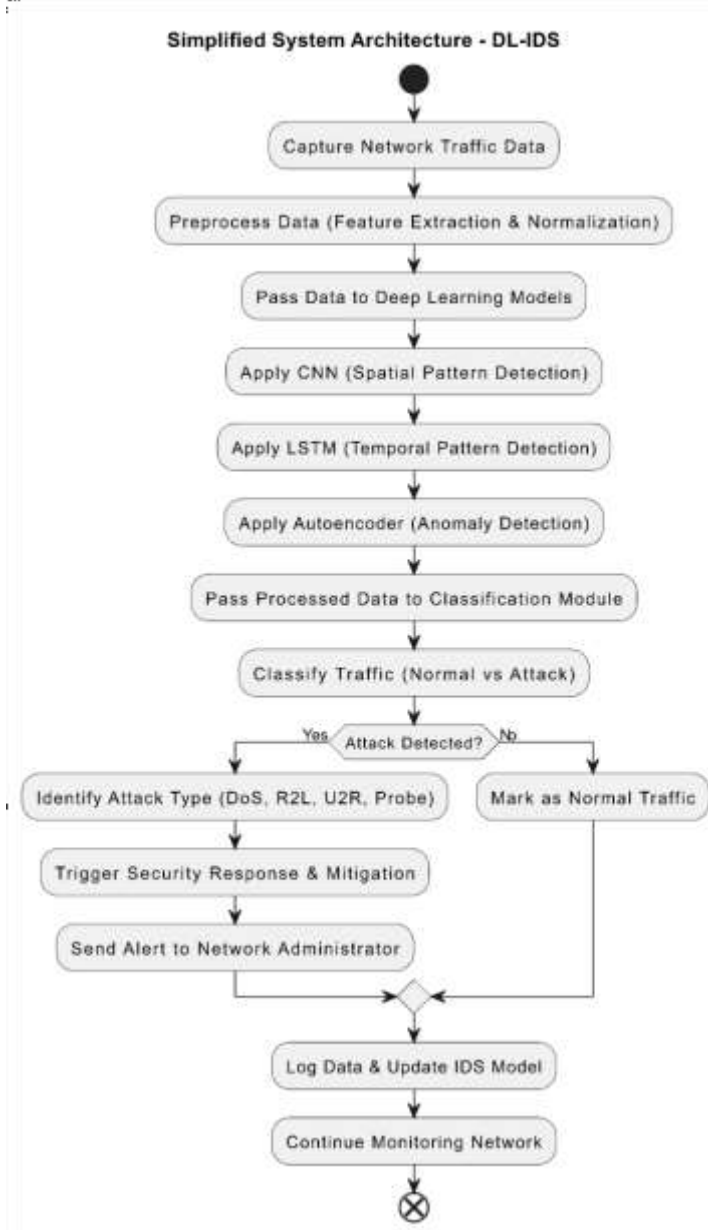 Simplified System Architecture - DL-IDS
Capture Network Traffic Data
Preprocess Data (Feature Extraction & Normalization)
Pass Data to Deep Learning Models
Apply CNN (Spatial Pattern Detection)
Apply LSTM (Temporal Pattern Detection)
Apply Autoencoder (Anomaly Detection)
Pass Processed Data to Classification Module
Classify Traffic (Normal vs Attack)
Yes
Attack Detected?
No
Identify Attack Type (DoS, R2L, U2R, Probe)
Mark as Normal Traffic
Trigger Security Response & Mitigation
Send Alert to Network Administrator
Log Data & Update IDS Model
Continue Monitoring Network